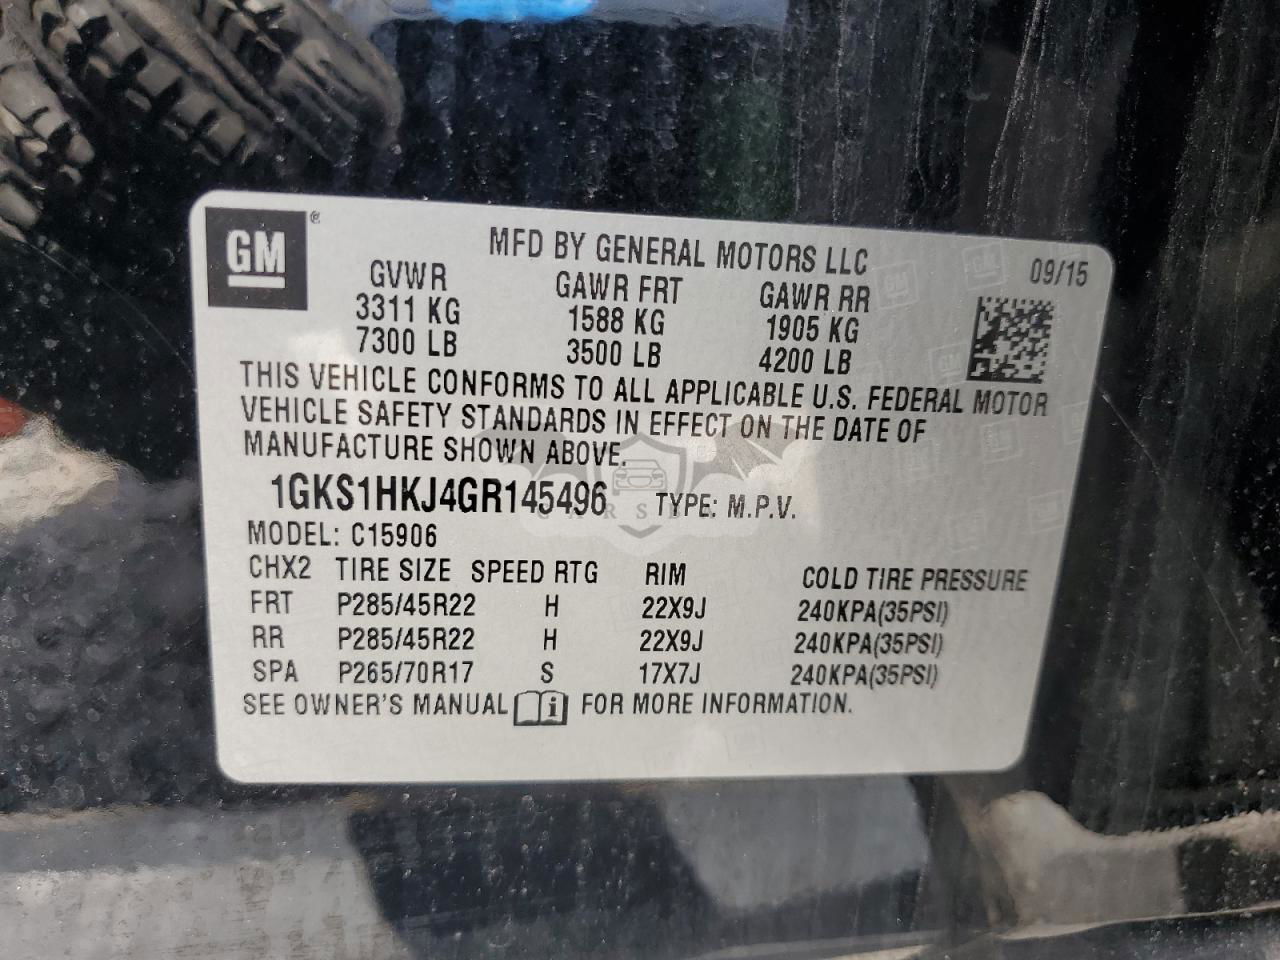 GM®
MFD BY GENERAL MOTORS LLC
09/15
GVWR GAWR FRT GAWR RR
3311 KG 1588 KG 1905 KG
7300 LB 3500 LB 4200 LB
THIS VEHICLE CONFORMS TO ALL APPLICABLE U.S. FEDERAL MOTOR
VEHICLE SAFETY STANDARDS IN EFFECT ON THE DATE OF
MANUFACTURE SHOWN ABOVE.
1GKS1HKJ4GR145496 TYPE: M.P.V.
MODEL: C15906
CHX2 TIRE SIZE SPEED RTG RIM COLD TIRE PRESSURE
FRT P285/45R22 H 22X9J 240KPA(35PSI)
RR P285/45R22 H 22X9J 240KPA(35PSI)
SPA P265/70R17 S 17X7J 240KPA(35PSI)
SEE OWNER'S MANUAL i FOR MORE INFORMATION.